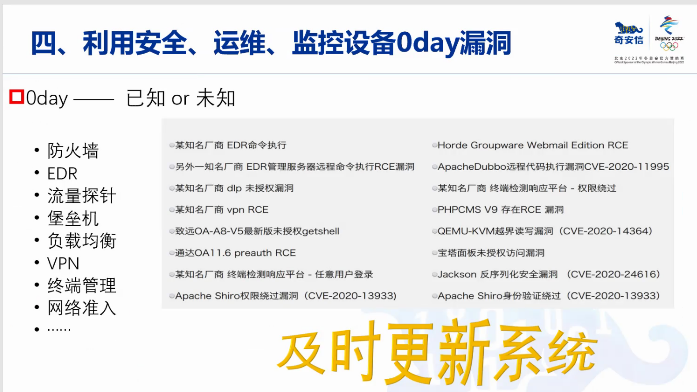 四、利用安全、运维、监控设备0day漏洞
奇安信
BEIJING 2022
0day —— 已知 or 未知
• 防火墙
• EDR
• 流量探针
• 堡垒机
• 负载均衡
• VPN
• 终端管理
• 网络准入
• ……
某知名厂商 EDR命令执行
另外一知名厂商 EDR管理服务器远程命令执行RCE漏洞
某知名厂商 dlp 未授权漏洞
某知名厂商 vpn RCE
致远OA-A8-V5最新版未授权getshell
通达OA11.6 preauth RCE
某知名厂商 终端检测响应平台 - 任意用户登录
Apache Shiro权限绕过漏洞（CVE-2020-13933)
Horde Groupware Webmail Edition RCE
ApacheDubbo远程代码执行漏洞CVE-2020-11995
某知名厂商 终端检测响应平台 - 权限绕过
PHPCMS V9 存在RCE 漏洞
QEMU-KVM越界读写漏洞（CVE-2020-14364）
宝塔面板未授权访问漏洞
Jackson 反序列化安全漏洞 （CVE-2020-24616）
Apache Shiro身份验证绕过（CVE-2020-13933）
及时更新系统